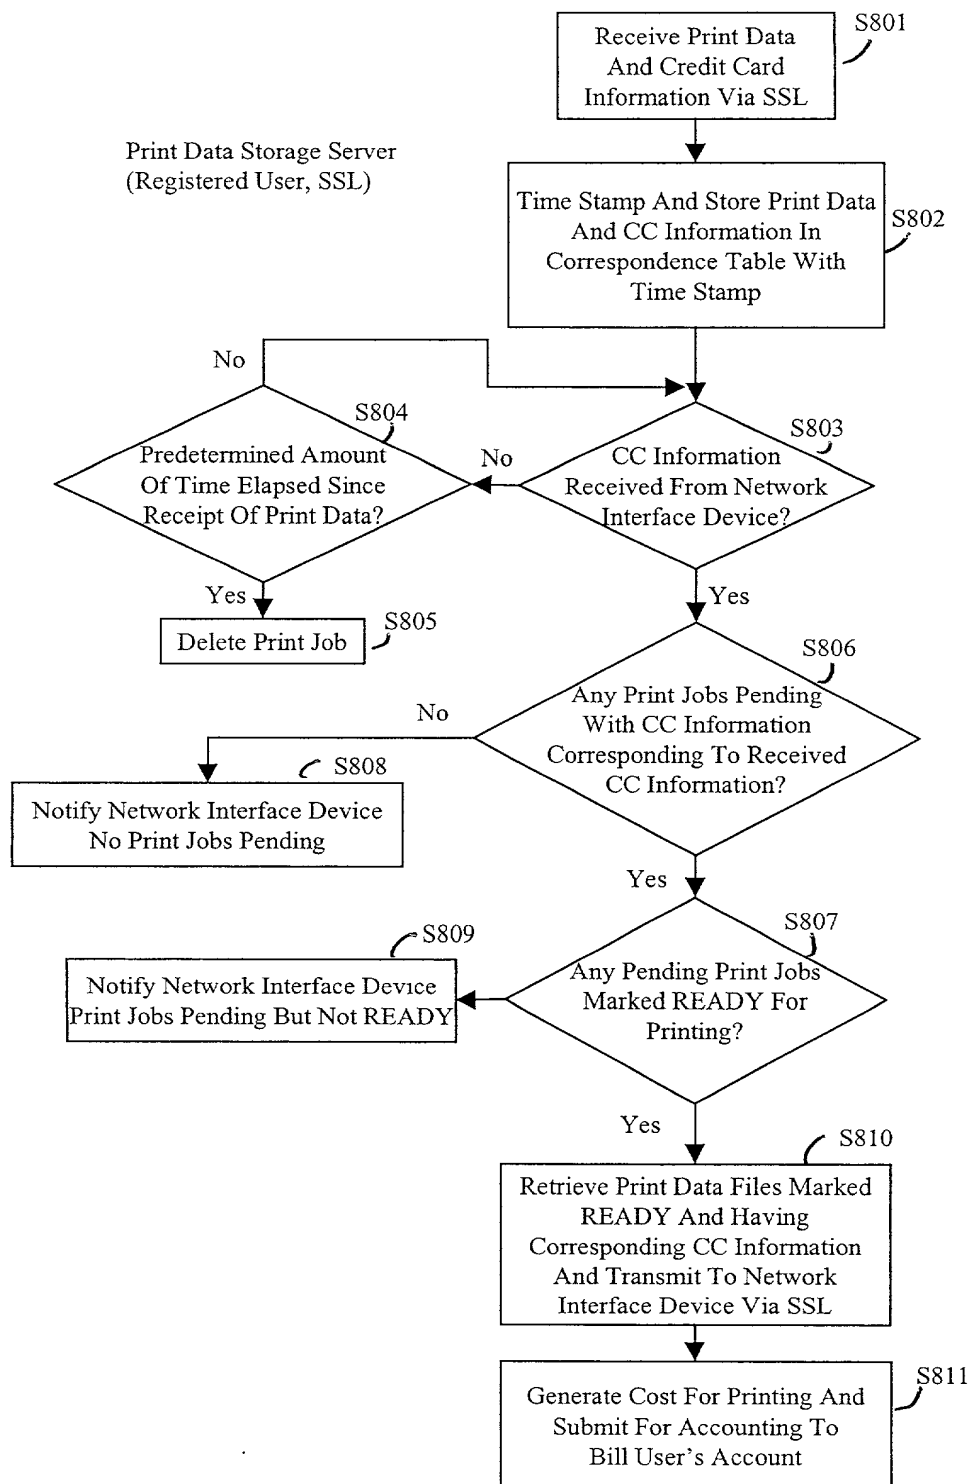 S801
Receive Print Data
And Credit Card
Information Via SSL
Print Data Storage Server
(Registered User, SSL)
Time Stamp And Store Print Data
And CC Information In
Correspondence Table With
Time Stamp
S802
No
S804
Predetermined Amount
Of Time Elapsed Since
Receipt Of Print Data?
No
S803
CC Information
Received From Network
Interface Device?
Yes
Delete Print Job
S805
Yes
S806
Any Print Jobs Pending
With CC Information
Corresponding To Received
CC Information?
No
S808
Notify Network Interface Device
No Print Jobs Pending
Yes
S807
Any Pending Print Jobs
Marked READY For
Printing?
S809
Notify Network Interface Device
Print Jobs Pending But Not READY
Yes
S810
Retrieve Print Data Files Marked
READY And Having
Corresponding CC Information
And Transmit To Network
Interface Device Via SSL
S811
Generate Cost For Printing And
Submit For Accounting To
Bill User's Account